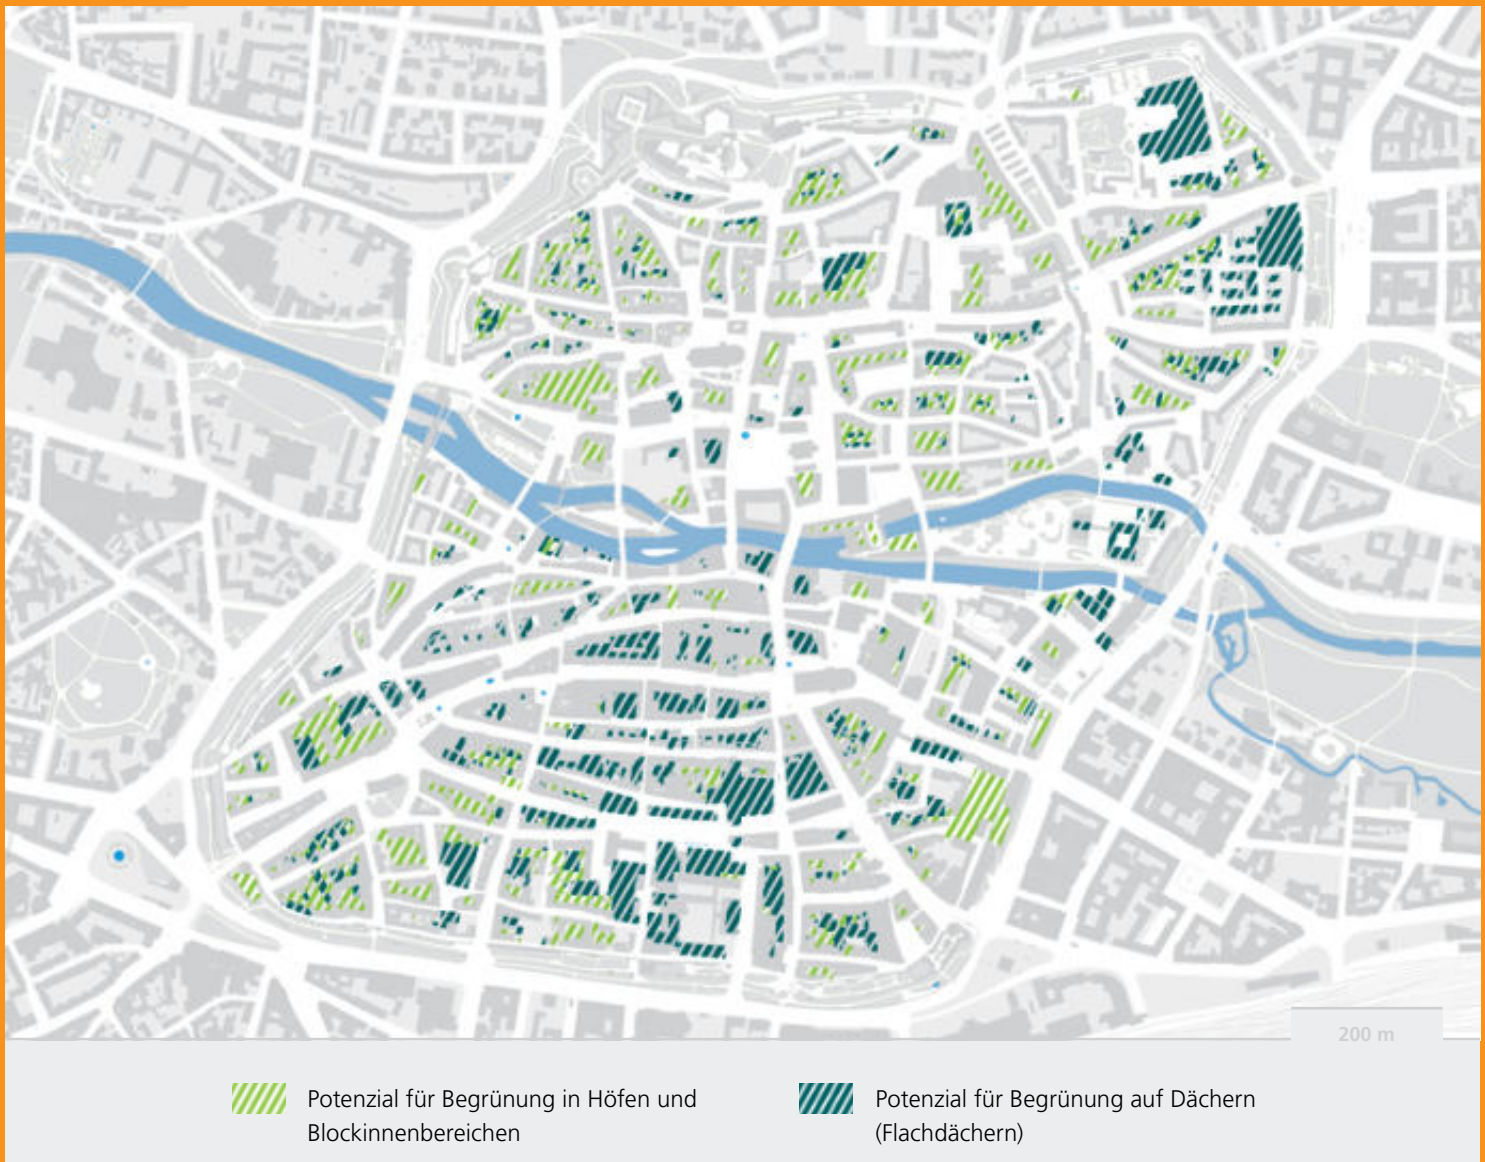 200 m
Potenzial für Begrünung in Höfen und
Blockinnenbereichen
Potenzial für Begrünung auf Dächern
(Flachdächern)